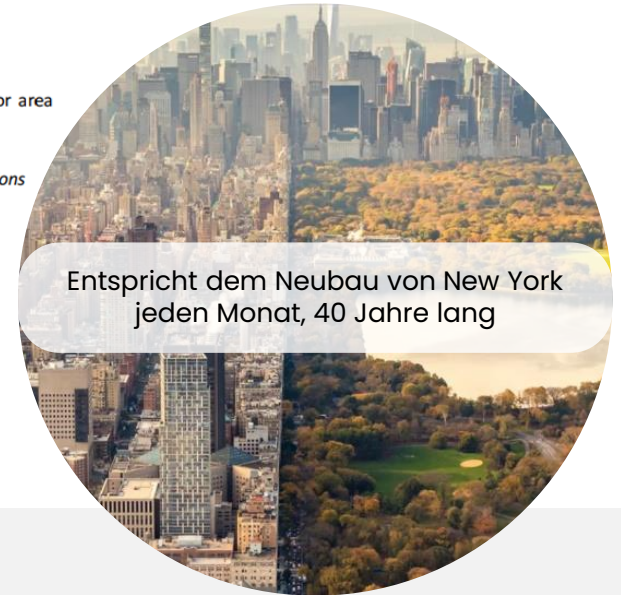 or area
ons
Entspricht dem Neubau von New York
jeden Monat, 40 Jahre lang